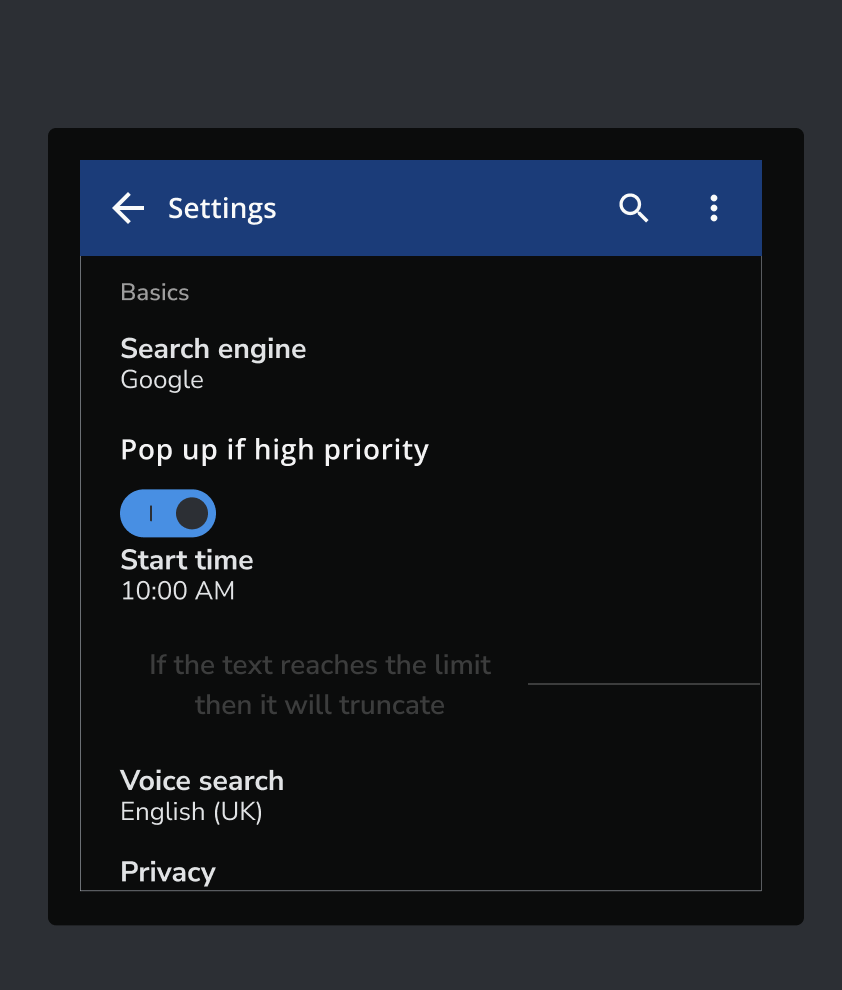 Settings
Basics
Search engine
Google
Pop up if high priority
Start time
10:00 AM
If the text reaches the limit
then it will truncate
Voice search
English (UK)
Privacy